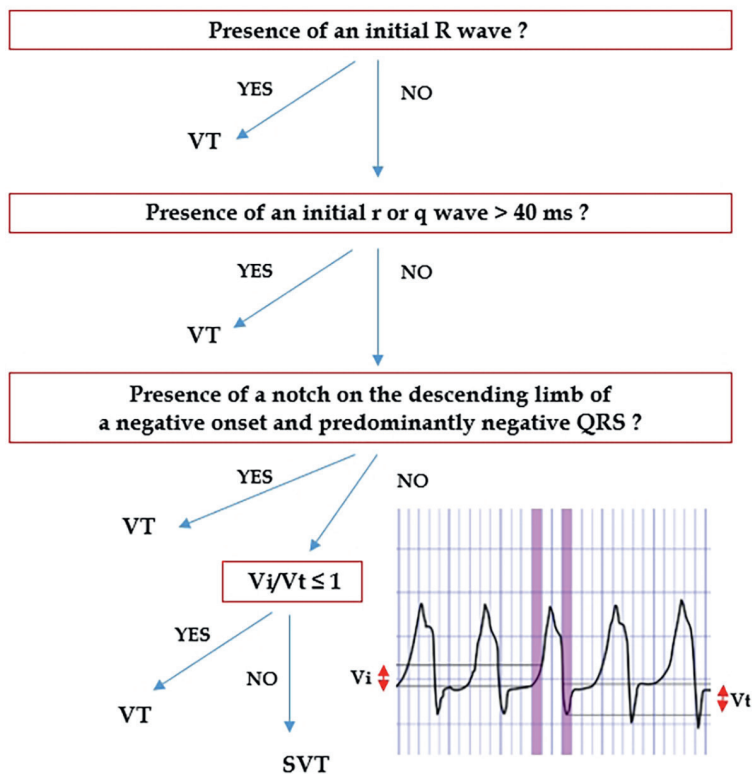 Presence of an initial R wave ?
YES
NO
VT
Presence of an initial r or q wave > 40 ms ?
YES
NO
VT
Presence of a notch on the descending limb of
a negative onset and predominantly negative QRS ?
YES
NO
VT
Vi/Vt ≤ 1
YES
NO
VT
SVT
Vi
Vt